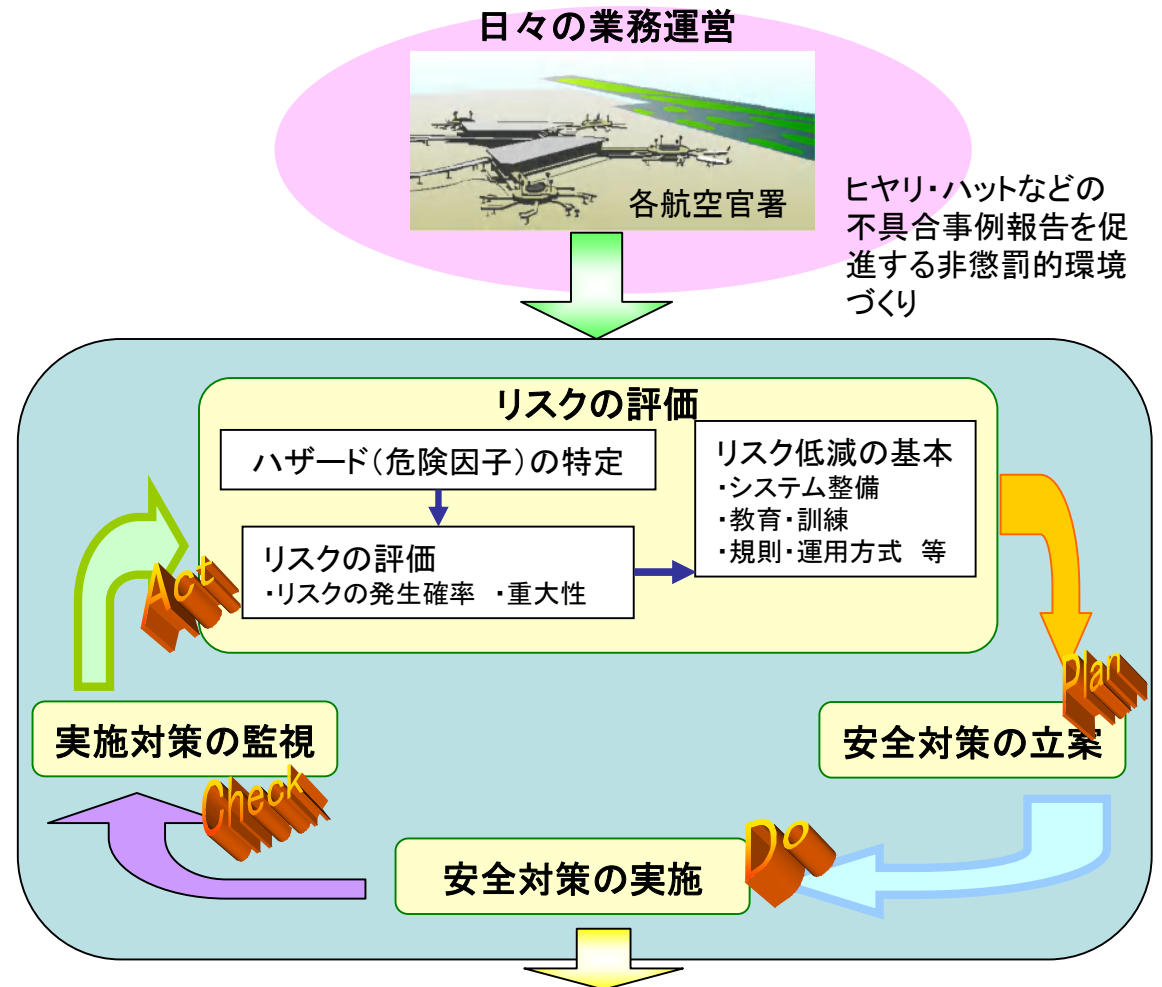 日々の業務運営
各航空官署
ヒヤリ・ハットなどの
不具合事例報告を促
進する非懲罰的環境
づくり
リスクの評価
ハザード(危険因子)の特定
リスクの評価
・リスクの発生確率 ・重大性
リスク低減の基本
・システム整備
・教育・訓練
・規則・運用方式 等
Act
Plan
実施対策の監視
安全対策の立案
Check
Do
安全対策の実施